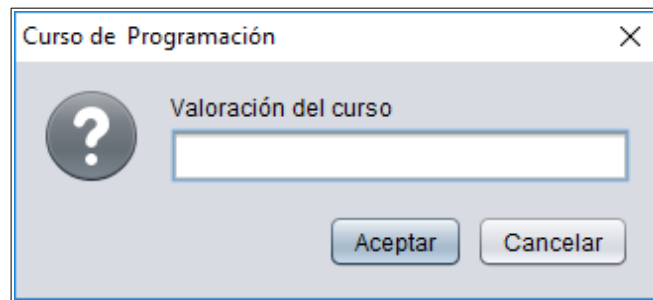 Curso de Programación
Valoración del curso
Aceptar
Cancelar